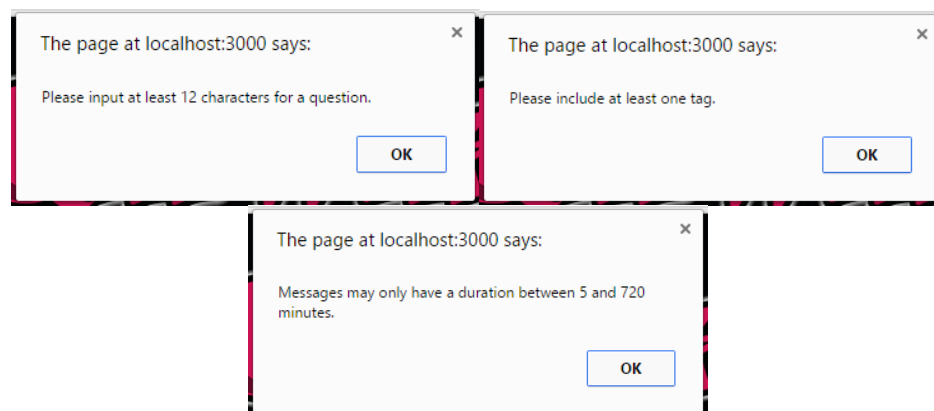 The page at localhost:3000 says:
Please input at least 12 characters for a question.
OK
The page at localhost:3000 says:
Please include at least one tag.
OK
The page at localhost:3000 says:
Messages may only have a duration between 5 and 720
minutes.
OK